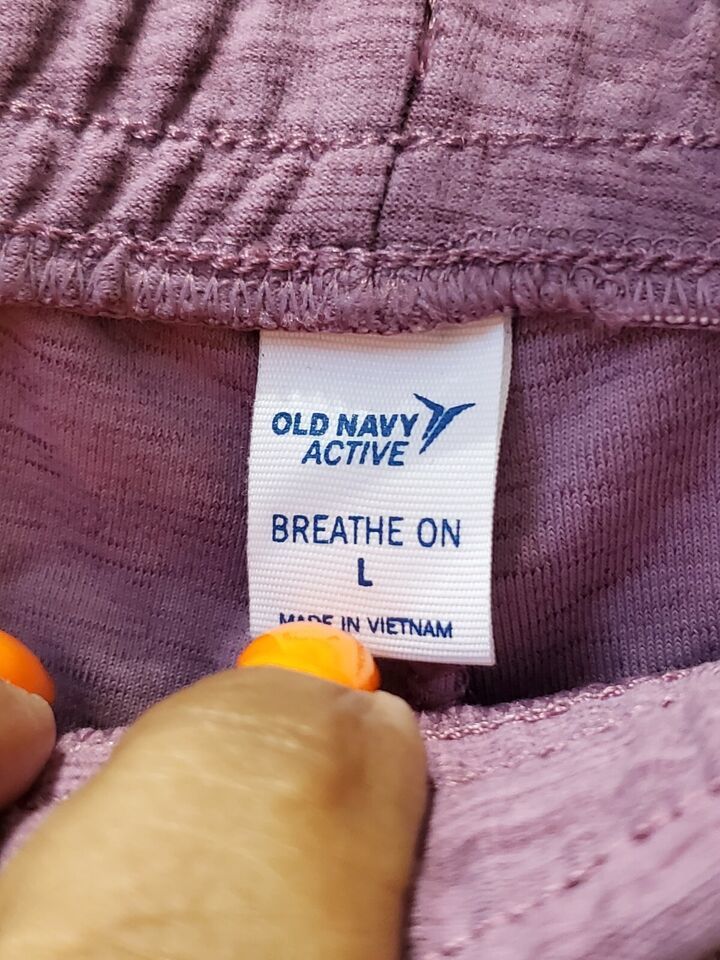 OLD NAVY
ACTIVE
BREATHE ON
L
MADE IN VIETNAM